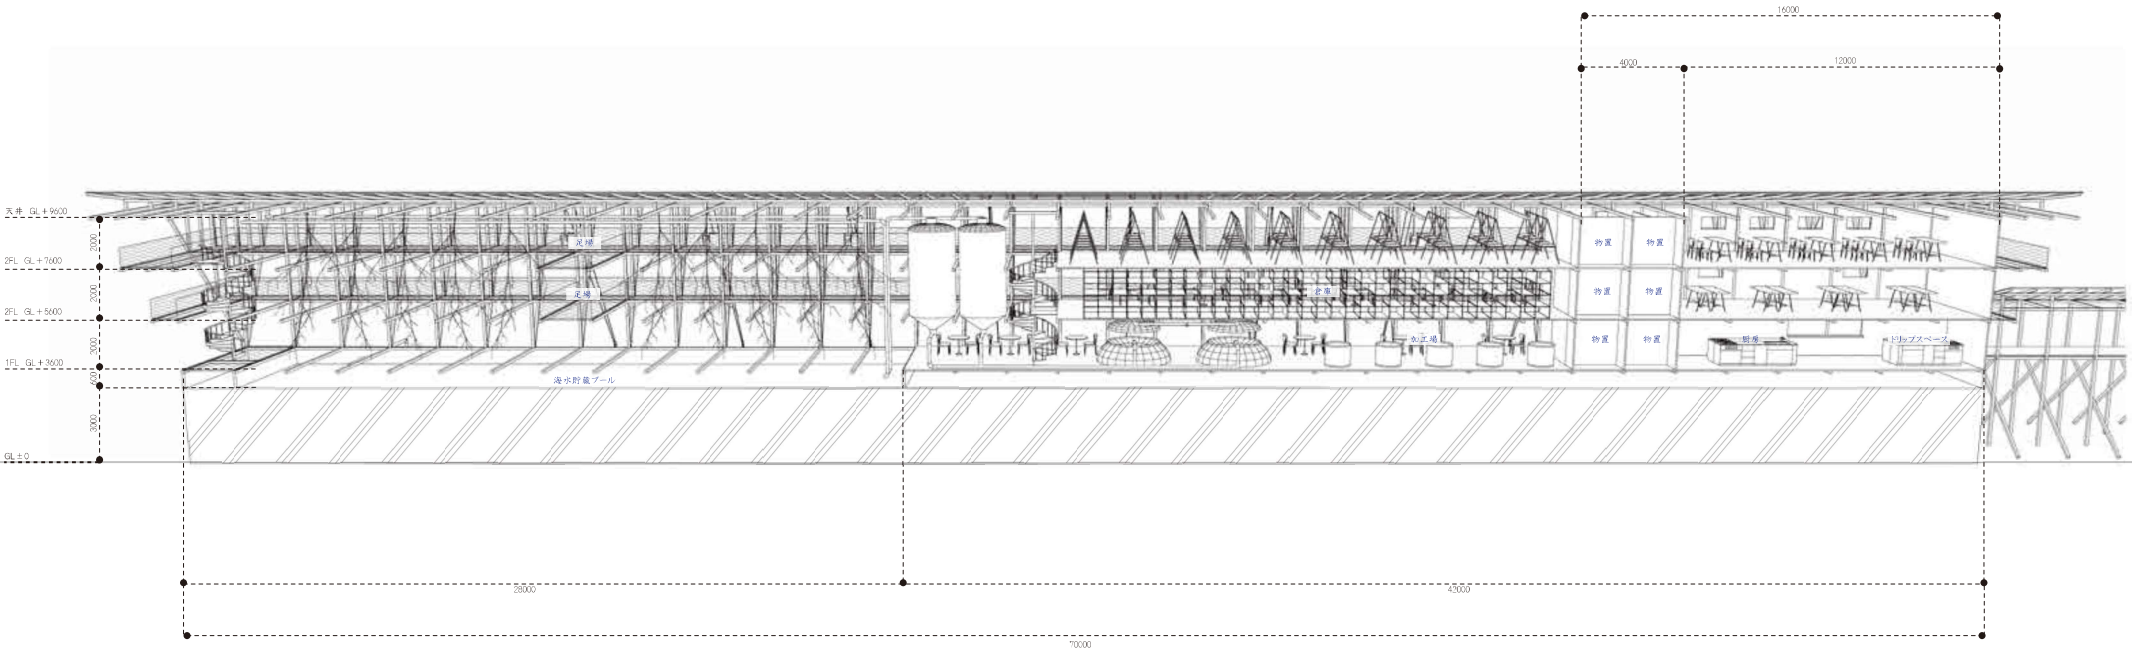 16000
4000
12000
天井 GL+9600
2000
足場
物置
物置
2FL GL+7600
2000
足場
倉庫
物置
物置
2FL GL+5600
2000
加工場
物置
物置
厨房
ドリップスペース
1FL GL+3600
600
海水貯蔵プール
3000
GL±0
28000
42000
70000